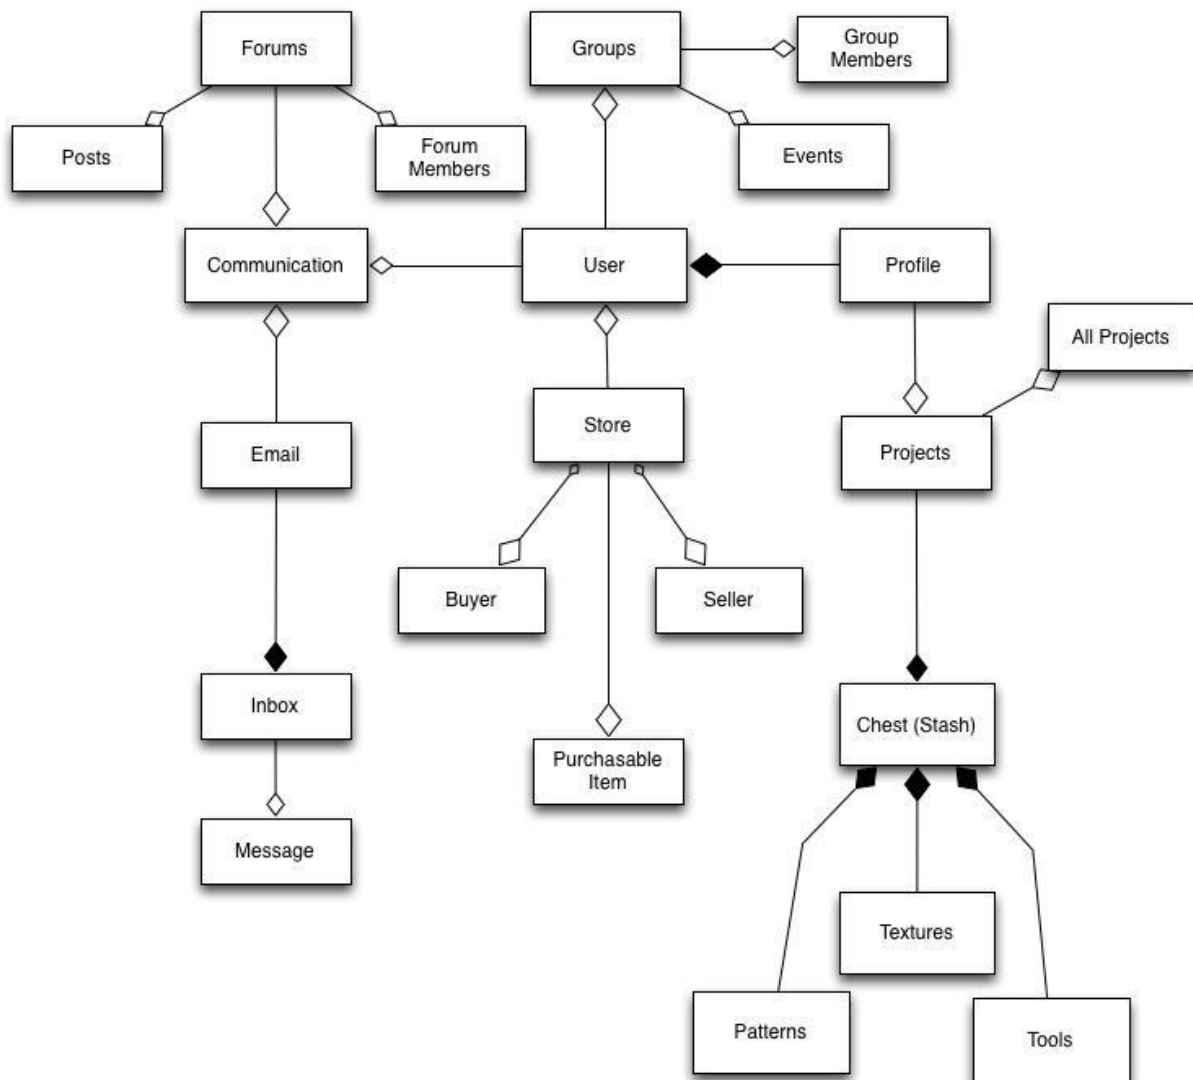 Forums
Groups
Group
Members
Posts
Forum
Members
Events
Communication
User
Profile
All Projects
Store
Projects
Email
Buyer
Seller
Inbox
Chest (Stash)
Purchasable
Item
Message
Textures
Patterns
Tools